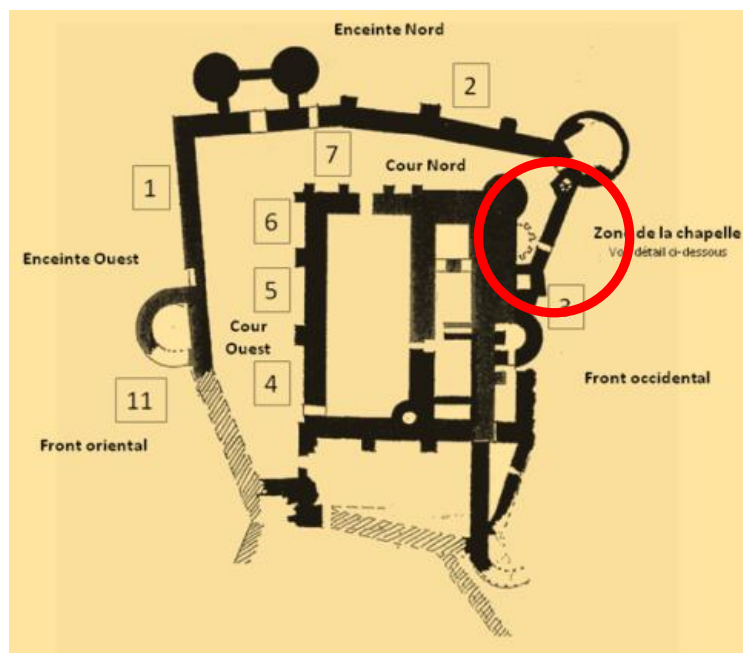 Enceinte Nord
2
7
Cour Nord
1
6
Zone de la chapelle
Voir détail ci-dessous
Enceinte Ouest
5
3
Cour
Ouest
4
Front occidental
11
Front oriental